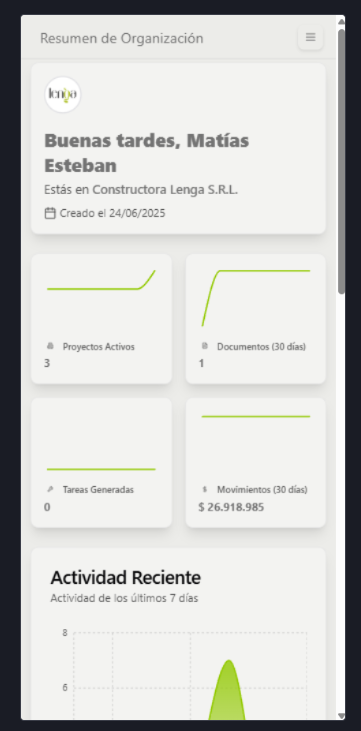 Resumen de Organización
lenga
Buenas tardes, Matías
Esteban
Estás en Constructora Lenga S.R.L.
Creado el 24/06/2025
Proyectos Activos
3
Documentos (30 días)
1
Tareas Generadas
0
Movimientos (30 días)
$ 26.918.985
Actividad Reciente
Actividad de los últimos 7 días
8
6